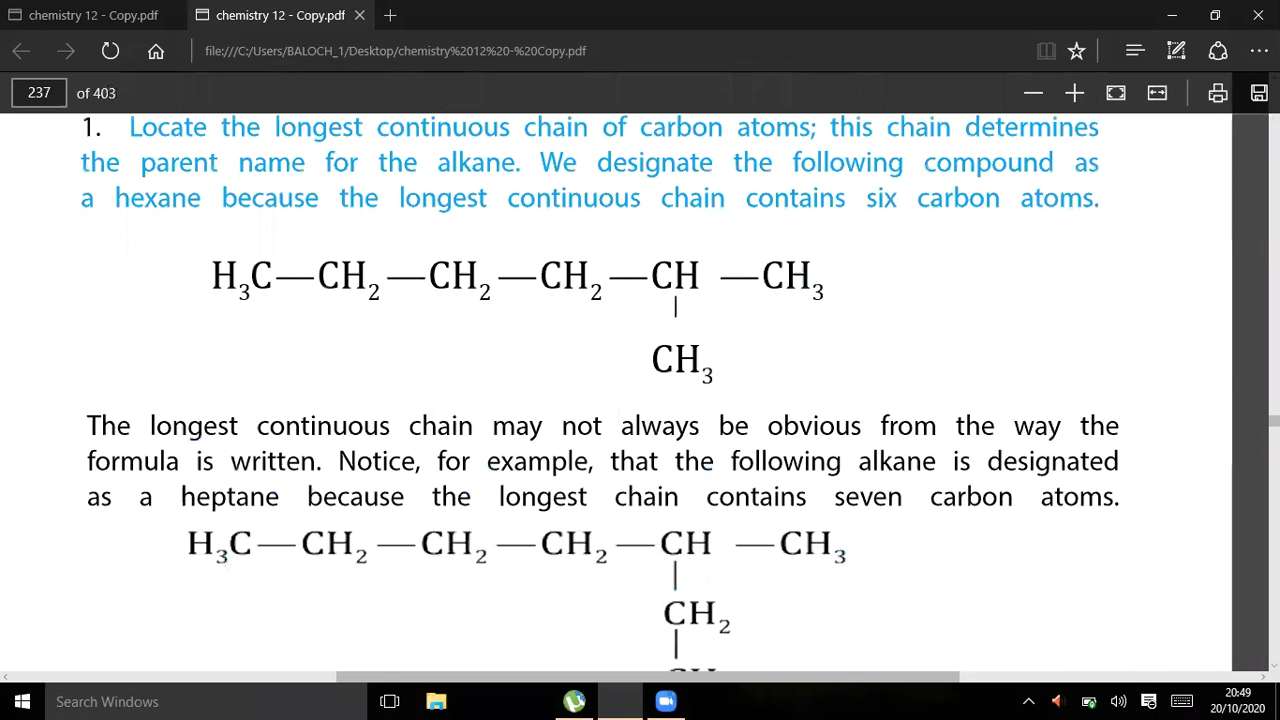 chemistry 12 - Copy.pdf
chemistry 12 - Copy.pdf
file:///C:/Users/BALOCH_1/Desktop/chemistry%2012%20-%20Copy.pdf
237 of 403
1. Locate the longest continuous chain of carbon atoms; this chain determines
the parent name for the alkane. We designate the following compound as
a hexane because the longest continuous chain contains six carbon atoms.
H₃C—CH₂—CH₂—CH₂—CH —CH₃
|
CH₃
The longest continuous chain may not always be obvious from the way the
formula is written. Notice, for example, that the following alkane is designated
as a heptane because the longest chain contains seven carbon atoms.
H₃C—CH₂—CH₂—CH₂—CH —CH₃
|
CH₂
|
Search Windows
20:49
20/10/2020